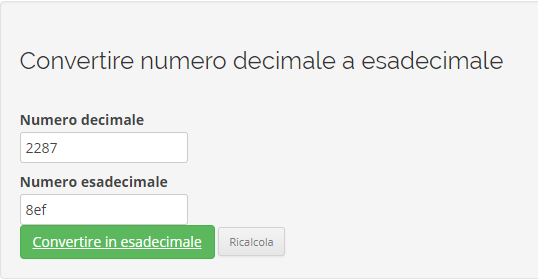 Convertire numero decimale a esadecimale
Numero decimale
2287
Numero esadecimale
8ef
Convertire in esadecimale Ricalcola